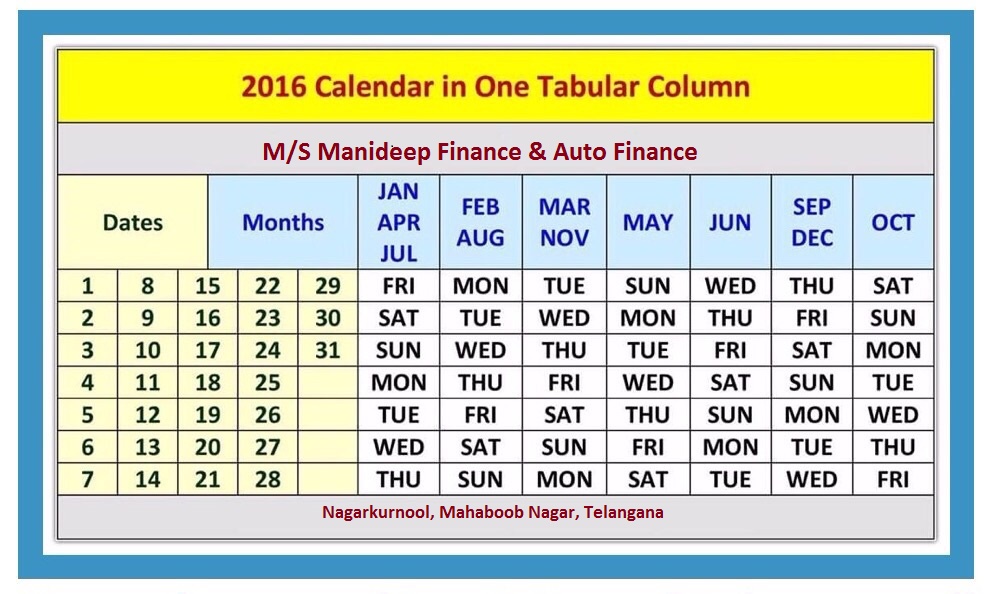 2016 Calendar in One Tabular Column
M/S Manideep Finance & Auto Finance
Dates Months JAN APR JUL FEB AUG MAR NOV MAY JUN SEP DEC OCT
1 8 15 22 29 FRI MON TUE SUN WED THU SAT
2 9 16 23 30 SAT TUE WED MON THU FRI SUN
3 10 17 24 31 SUN WED THU TUE FRI SAT MON
4 11 18 25 MON THU FRI WED SAT SUN TUE
5 12 19 26 TUE FRI SAT THU SUN MON WED
6 13 20 27 WED SAT SUN FRI MON TUE THU
7 14 21 28 THU SUN MON SAT TUE WED FRI
Nagarkurnool, Mahaboob Nagar, Telangana